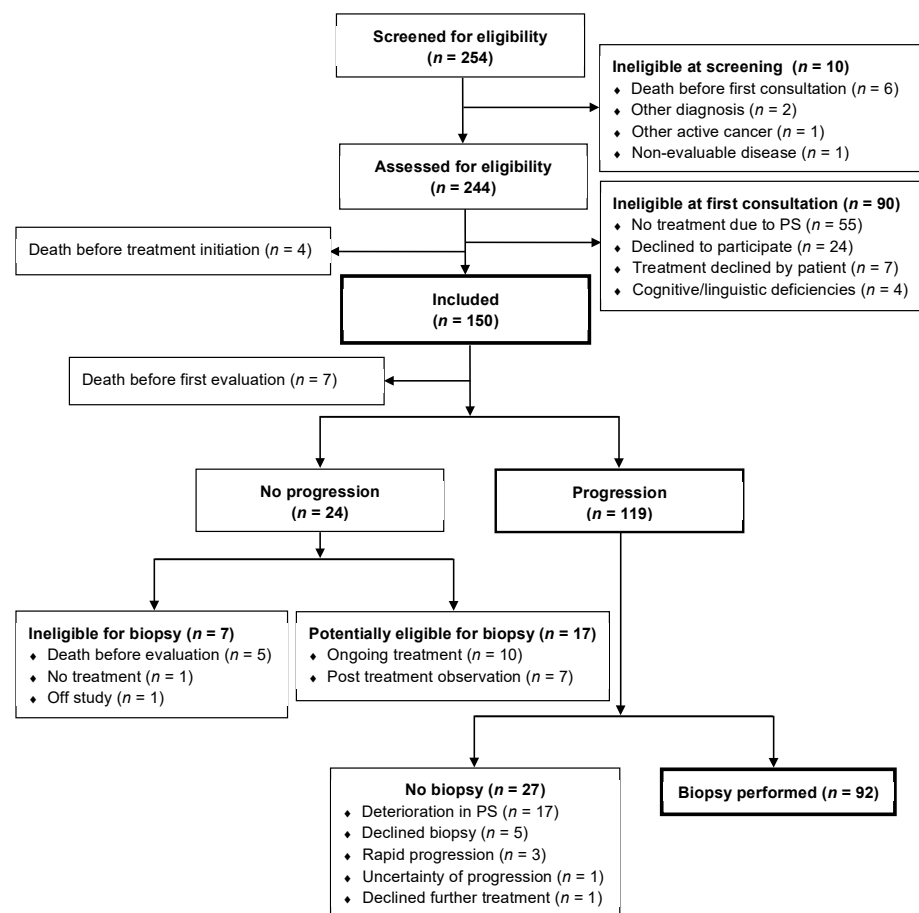 Screened for eligibility
(n = 254)
Ineligible at screening (n = 10)
♦ Death before first consultation (n = 6)
♦ Other diagnosis (n = 2)
♦ Other active cancer (n = 1)
♦ Non-evaluable disease (n = 1)
Assessed for eligibility
(n = 244)
Ineligible at first consultation (n = 90)
♦ No treatment due to PS (n = 55)
♦ Declined to participate (n = 24)
♦ Treatment declined by patient (n = 7)
♦ Cognitive/linguistic deficiencies (n = 4)
Death before treatment initiation (n = 4)
Included
(n = 150)
Death before first evaluation (n = 7)
No progression
(n = 24)
Progression
(n = 119)
Ineligible for biopsy (n = 7)
♦ Death before evaluation (n = 5)
♦ No treatment (n = 1)
♦ Off study (n = 1)
Potentially eligible for biopsy (n = 17)
♦ Ongoing treatment (n = 10)
♦ Post treatment observation (n = 7)
No biopsy (n = 27)
♦ Deterioration in PS (n = 17)
♦ Declined biopsy (n = 5)
♦ Rapid progression (n = 3)
♦ Uncertainty of progression (n = 1)
♦ Declined further treatment (n = 1)
Biopsy performed (n = 92)